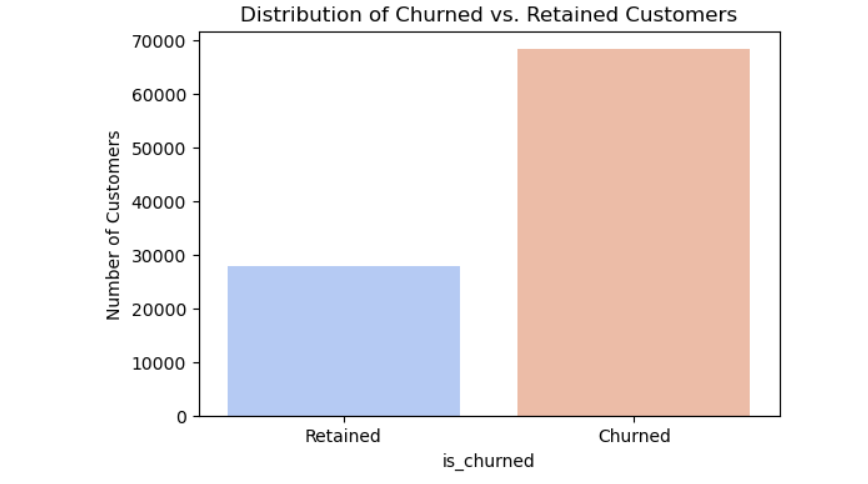 Distribution of Churned vs. Retained Customers
70000
60000
50000
40000
30000
20000
10000
0
Number of Customers
Retained Churned
is_churned